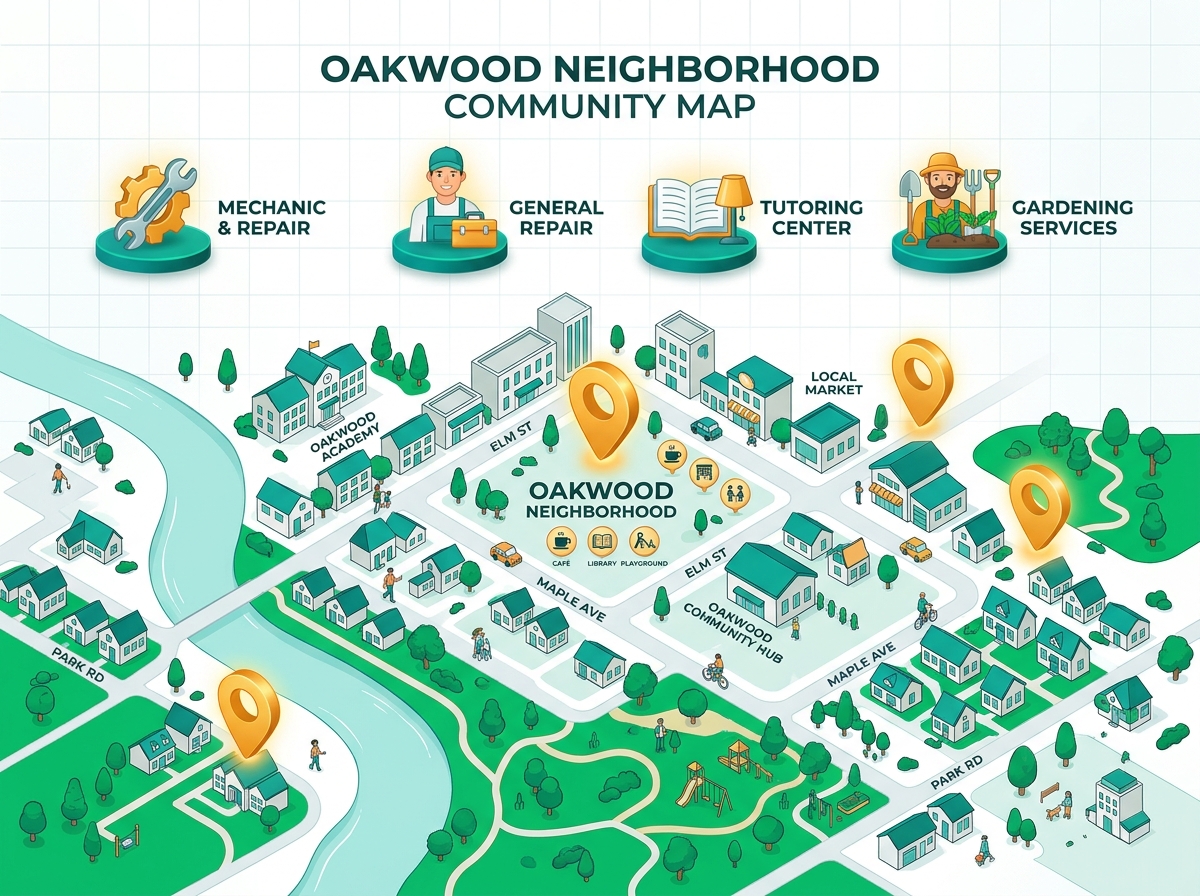 OAKWOOD NEIGHBORHOOD
COMMUNITY MAP
MECHANIC
& REPAIR
GENERAL
REPAIR
TUTORING
CENTER
GARDENING
SERVICES
LOCAL
MARKET
OAKWOOD
ACADEMY
ELM ST
OAKWOOD
NEIGHBORHOOD
CAFÉ
LIBRARY
PLAYGROUND
ELM ST
MAPLE AVE
OAKWOOD
COMMUNITY HUB
MAPLE AVE
PARK RD
PARK RD